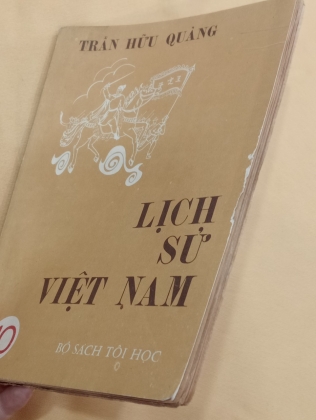 TRẦN HỮU QUẢNG
LỊCH
SỬ
VIỆT NAM
BỘ SÁCH TÔI HỌC